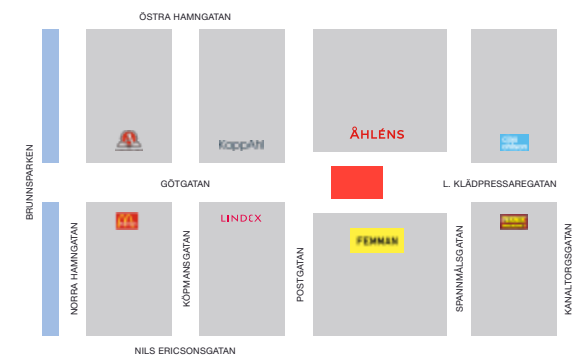 ÖSTRA HAMNGATAN
KappAhl
ÅHLÉNS
BRUNNSPARKEN
GÖTGATAN
L. KLÄDPRESSAREGATAN
LINDEX
FEMMAN
NORRA HAMNGATAN
KÖPMANSGATAN
POSTGATAN
SPANNMÅLSGATAN
KANALTORGSGATAN
NILS ERICSONSGATAN